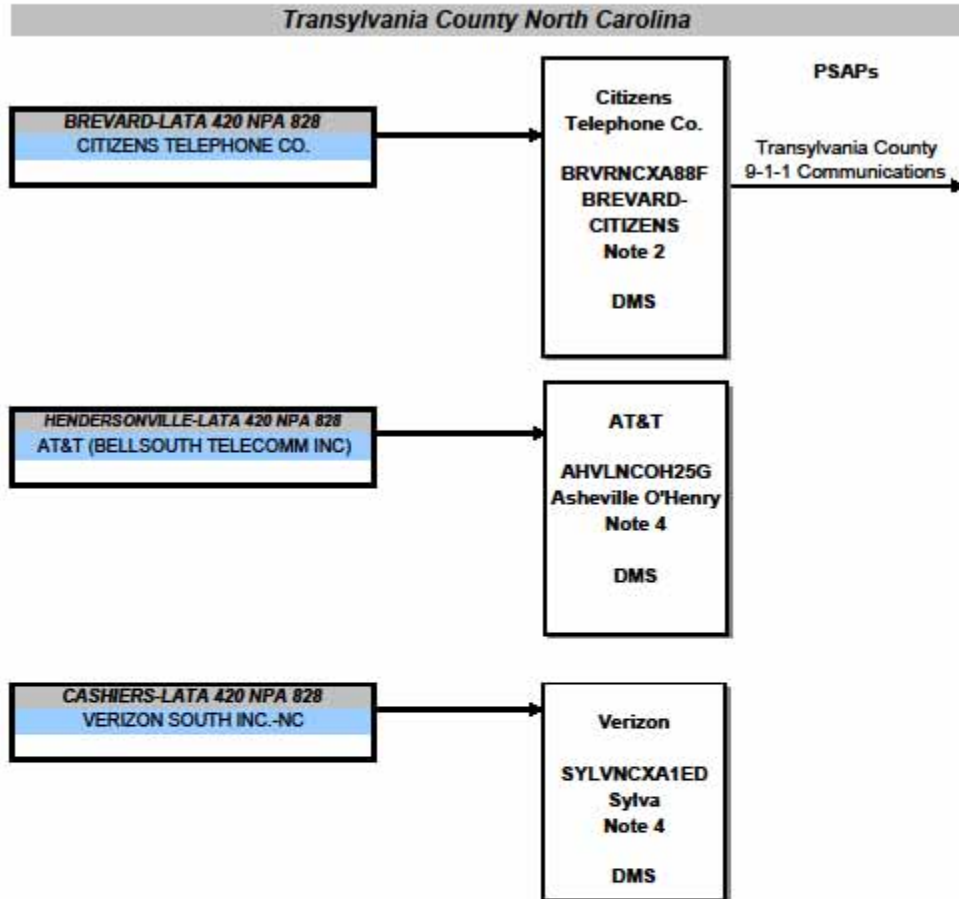 Transylvania County North Carolina
BREVARD-LATA 420 NPA 828
CITIZENS TELEPHONE CO.
Citizens
Telephone Co.
BRVRNCXA88F
BREVARD-
CITIZENS
Note 2
DMS
PSAPs
Transylvania County
9-1-1 Communications
HENDERSONVILLE-LATA 420 NPA 828
AT&T (BELLSOUTH TELECOMM INC)
AT&T
AHVLNCOH25G
Asheville O'Henry
Note 4
DMS
CASHIERS-LATA 420 NPA 828
VERIZON SOUTH INC.-NC
Verizon
SYLVNCXA1ED
Sylva
Note 4
DMS